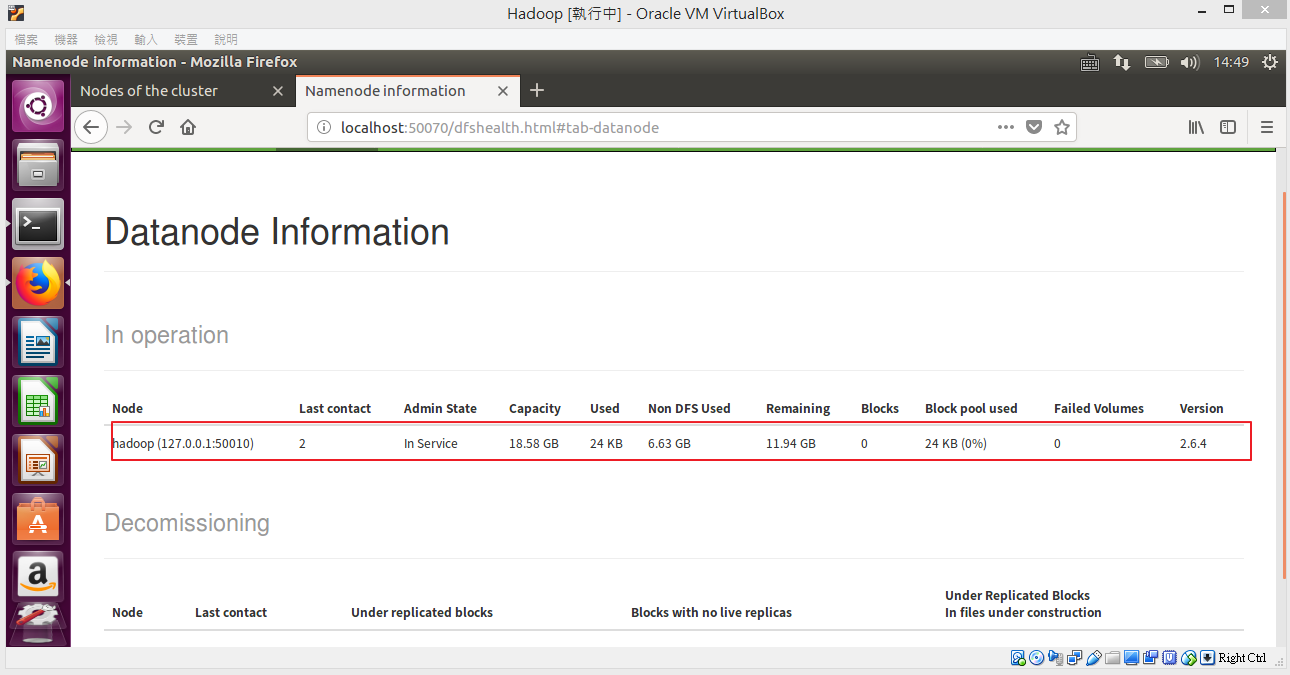 Hadoop [執行中] - Oracle VM VirtualBox
檔案 機器 檢視 輸入 裝置 說明
Namenode information - Mozilla Firefox 14:49
Nodes of the cluster Namenode information
localhost:50070/dfshealth.html#tab-datanode
Datanode Information
In operation
Node Last contact Admin State Capacity Used Non DFS Used Remaining Blocks Block pool used Failed Volumes Version
hadoop (127.0.0.1:50010) 2 In Service 18.58 GB 24 KB 6.63 GB 11.94 GB 0 24 KB (0%) 0 2.6.4
Decomissioning
Node Last contact Under replicated blocks Blocks with no live replicas Under Replicated Blocks
In files under construction
Right Ctrl